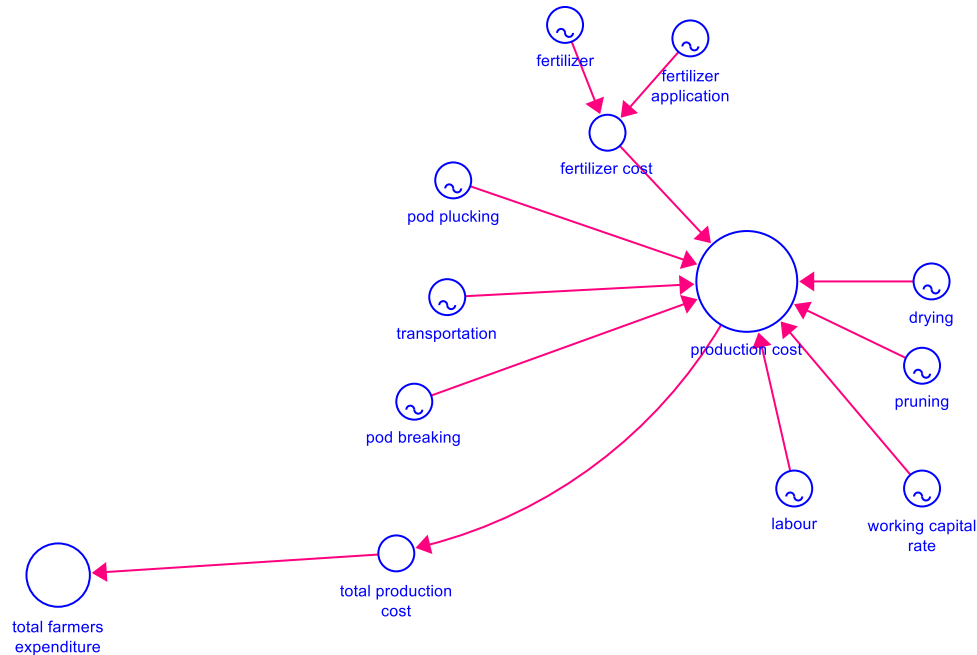 fertilizer
fertilizer
application
fertilizer cost
pod plucking
transportation
drying
production cost
pruning
pod breaking
labour
working capital
rate
total production
cost
total farmers
expenditure